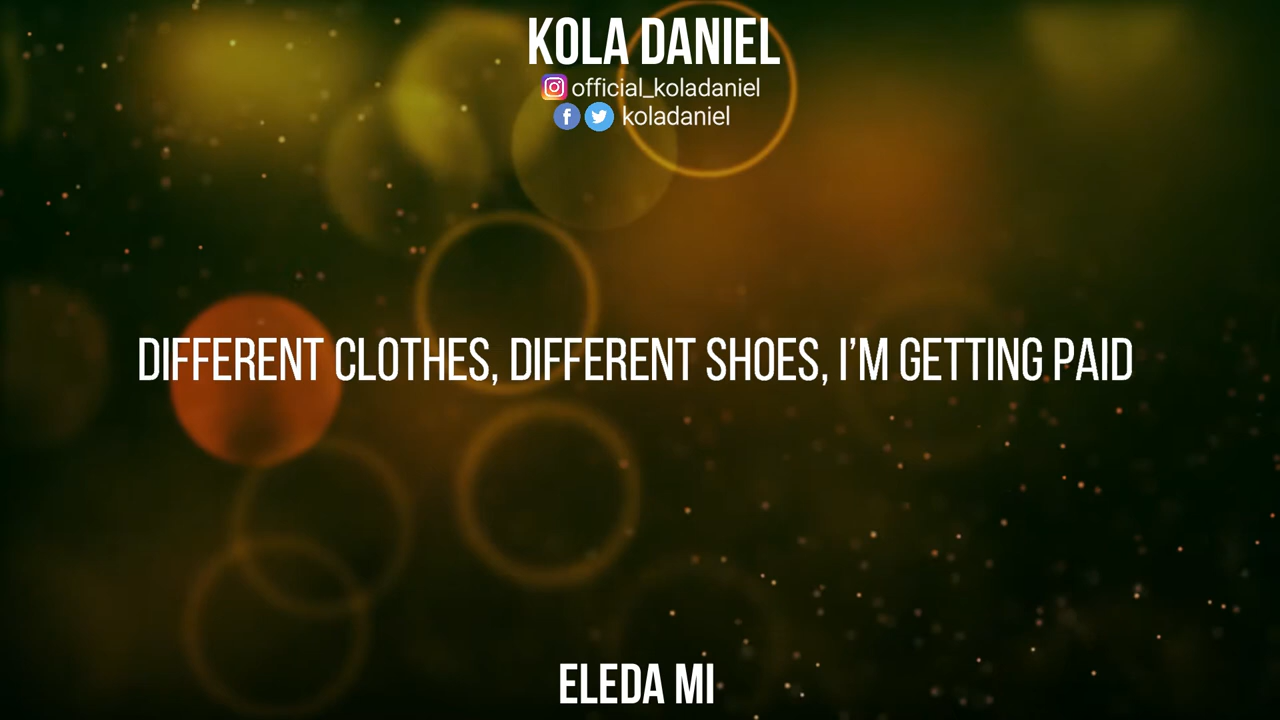 KOLA DANIEL
official_koladaniel
koladaniel
DIFFERENT CLOTHES, DIFFERENT SHOES, I’M GETTING PAID
ELEDA MI